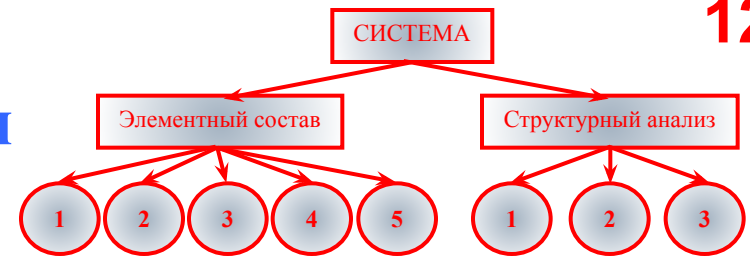 СИСТЕМА
12
Элементный состав
Структурный анализ
1 2 3 4 5 1 2 3